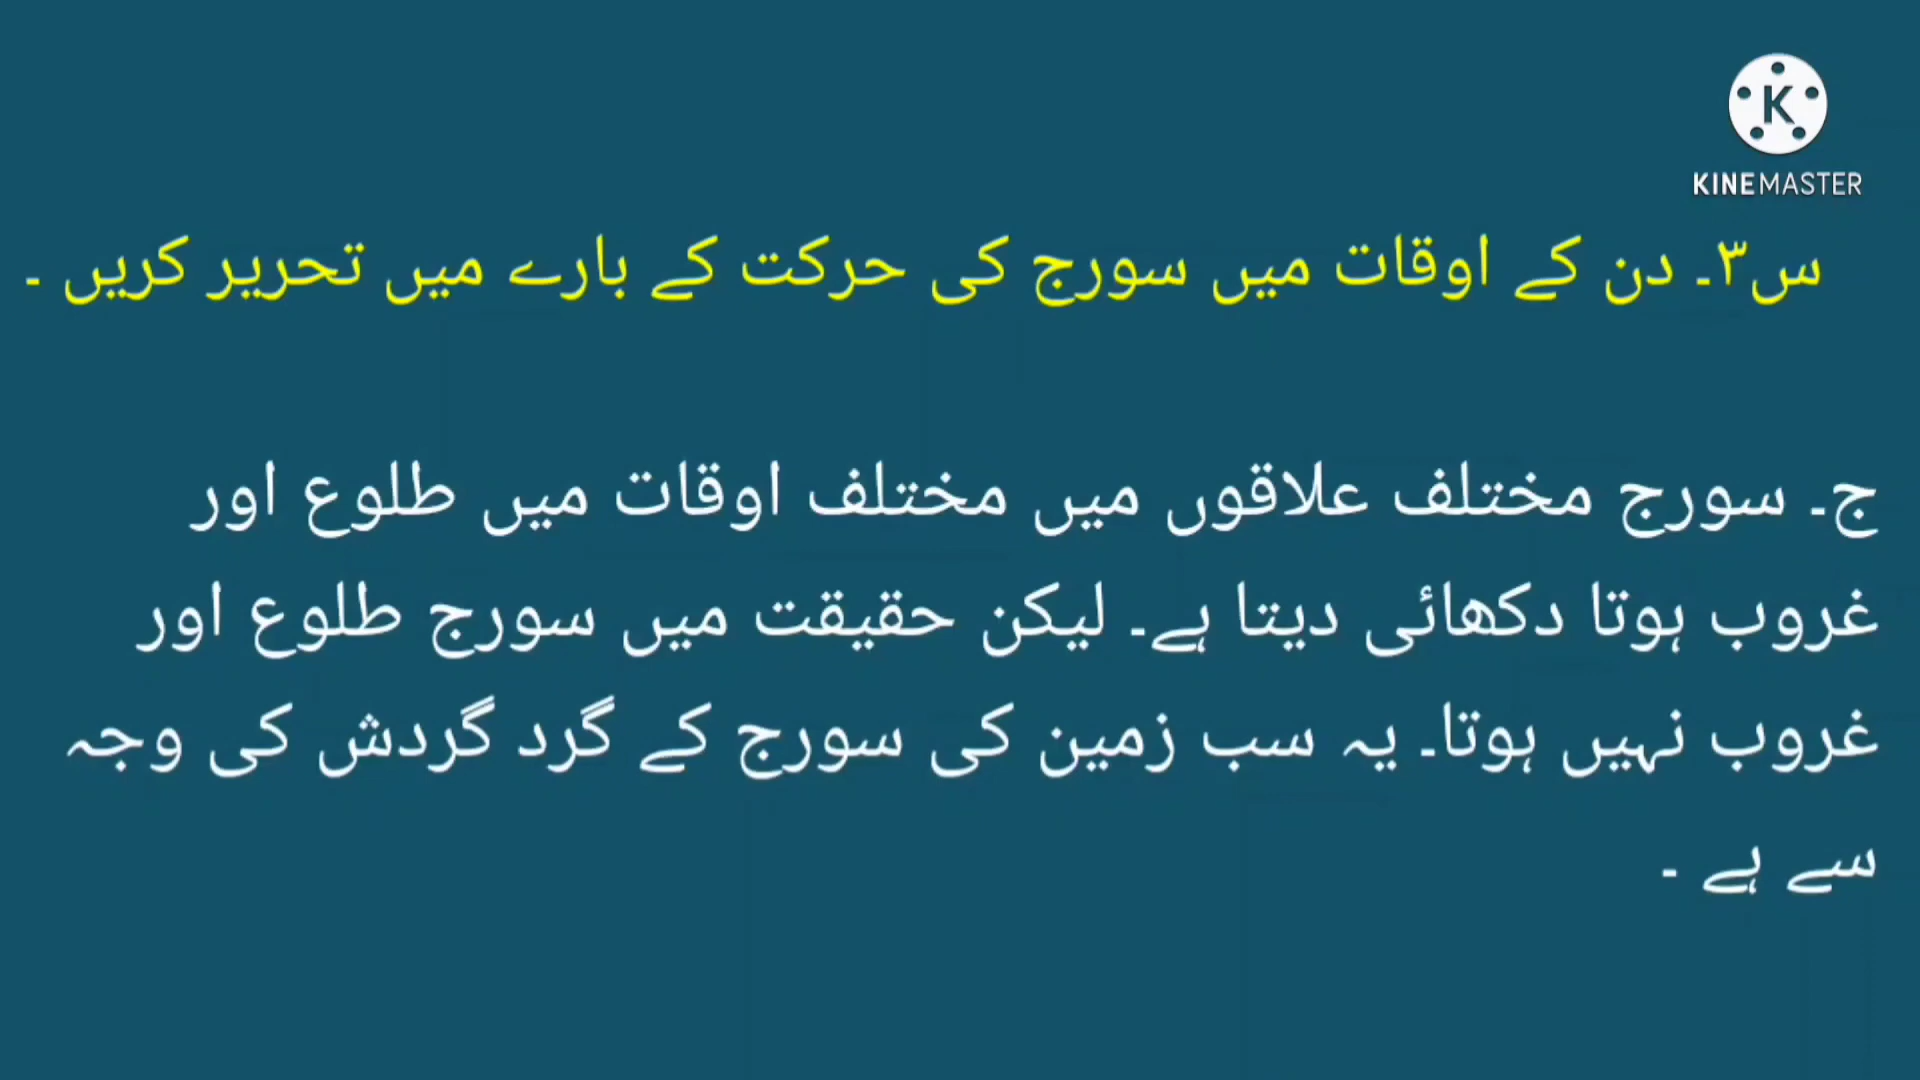 KINEMASTER
س۳۔ دن کے اوقات میں سورج کی حرکت کے بارے میں تحریر کریں ۔
ج۔ سورج مختلف علاقوں میں مختلف اوقات میں طلوع اور
غروب ہوتا دکھائی دیتا ہے۔ لیکن حقیقت میں سورج طلوع اور
غروب نہیں ہوتا۔ یہ سب زمین کی سورج کے گرد گردش کی وجہ
سے ہے ۔